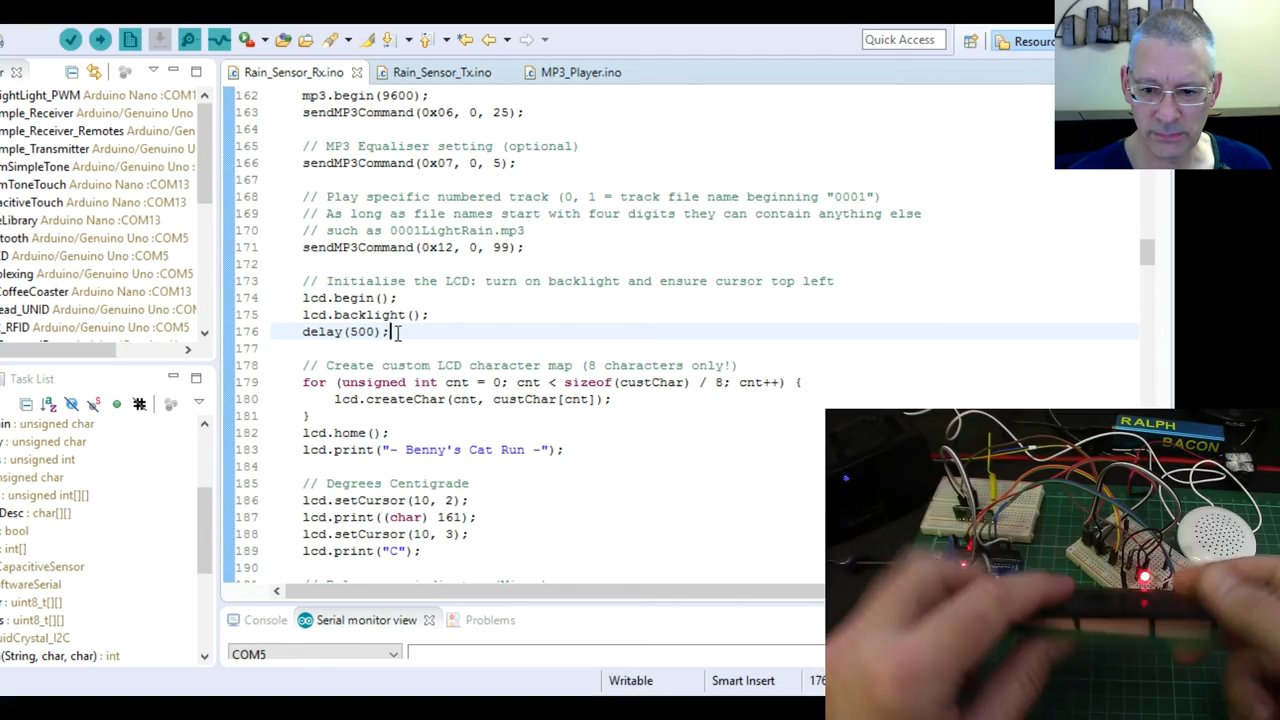 Quick Access
Resourc
r
Rain_Sensor_Rx.ino
Rain_Sensor_Tx.ino
MP3_Player.ino
ightLight_PWM Arduino Nano :COM1
mple_Receiver Arduino/Genuino Uno
mple_Receiver_Remotes Arduino/Gen
mple_Transmitter Arduino/Genuino
mSimpleTone Arduino Nano :COM13
mToneTouch Arduino Nano :COM13
pacitiveTouch Arduino Nano :COM13
eLibrary Arduino/Genuino Uno :COM
tooth Arduino/Genuino Uno :COM5
D Arduino/Genuino Uno :COM5
plexing Arduino/Genuino Uno :COM5
CoffeeCoaster Arduino/Genuino Uno
ead_UNID Arduino/Genuino Uno :CO
_RFID Arduino/Genuino Uno :COM5
162 mp3.begin(9600);
163 sendMP3Command(0x06, 0, 25);
164
165 // MP3 Equaliser setting (optional)
166 sendMP3Command(0x07, 0, 5);
167
168 // Play specific numbered track (0, 1 = track file name beginning "0001")
169 // As long as file names start with four digits they can contain anything else
170 // such as 0001LightRain.mp3
171 sendMP3Command(0x12, 0, 99);
172
173 // Initialise the LCD: turn on backlight and ensure cursor top left
174 lcd.begin();
175 lcd.backlight();
176 delay(500);
177
178 // Create custom LCD character map (8 characters only!)
179 for (unsigned int cnt = 0; cnt < sizeof(custChar) / 8; cnt++) {
180 lcd.createChar(cnt, custChar[cnt]);
181 }
182 lcd.home();
183 lcd.print("- Benny's Cat Run -");
184
185 // Degrees Centigrade
186 lcd.setCursor(10, 2);
187 lcd.print((char) 161);
188 lcd.setCursor(10, 3);
189 lcd.print("C");
190
Task List
ain : unsigned char
y : unsigned char
s : unsigned int
nsigned char
: unsigned int[][]
Desc : char[][]
: bool
: int[]
CapacitiveSensor
SoftwareSerial
r : uint8_t[][]
s : uint8_t[][]
uidCrystal_I2C
n(String, char, char) : int
Console
Serial monitor view
Problems
COM5
Writable
Smart Insert
176
RALPH
BACON